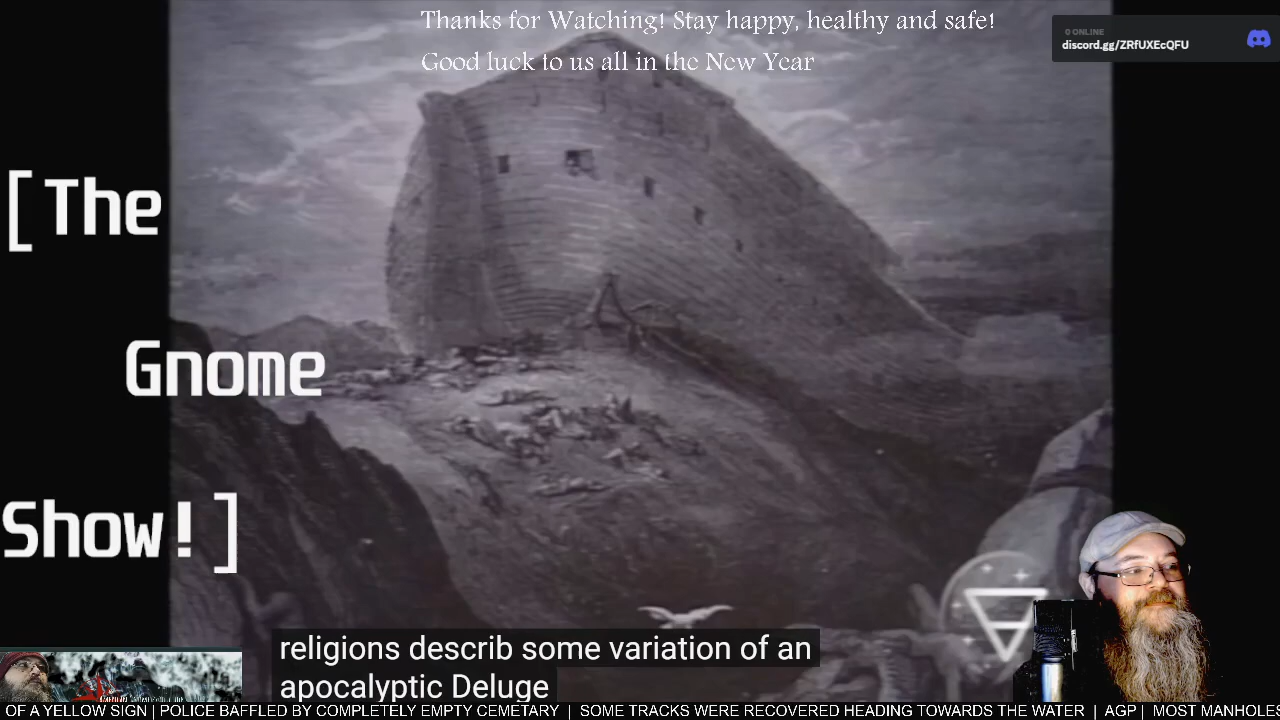 Thanks for Watching! Stay happy, healthy and safe!
Good luck to us all in the New Year
0 ONLINE
discord.gg/ZRfUXEcQFU
[The
Gnome
Show!]
religions describ some variation of an
apocalyptic Deluge
OF A YELLOW SIGN | POLICE BAFFLED BY COMPLETELY EMPTY CEMETARY | SOME TRACKS WERE RECOVERED HEADING TOWARDS THE WATER | AGP | MOST MANHOLES